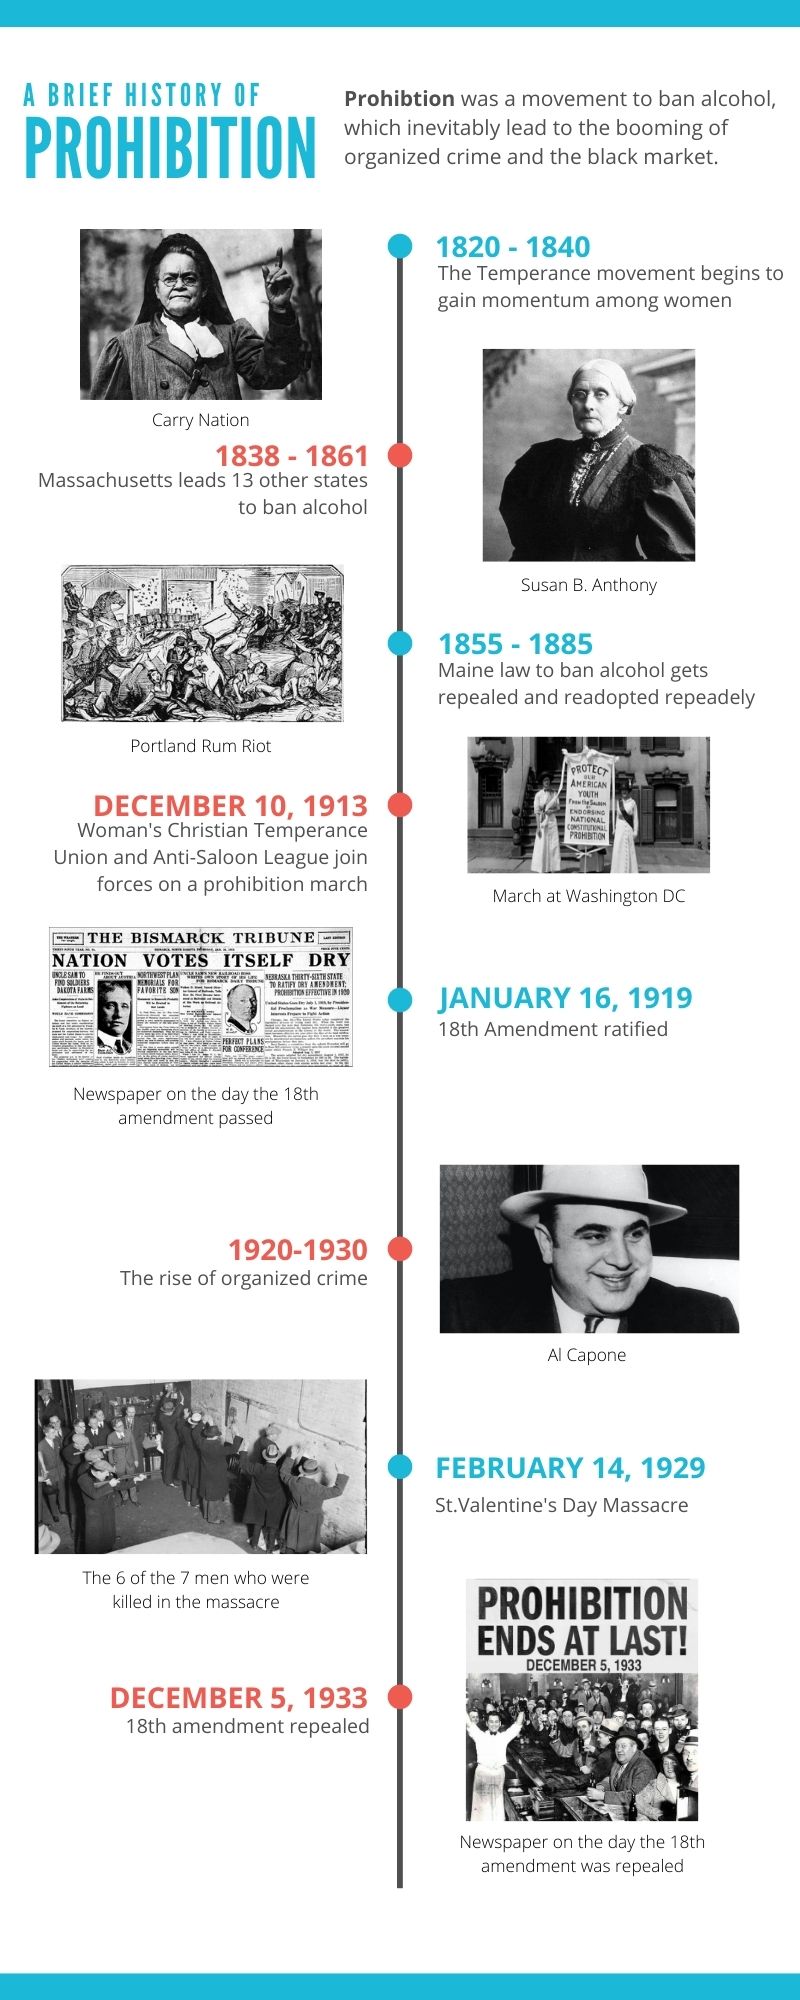 A BRIEF HISTORY OF
PROHIBITION
Prohibtion was a movement to ban alcohol,
which inevitably lead to the booming of
organized crime and the black market.
1820 - 1840
The Temperance movement begins to
gain momentum among women
Carry Nation
1838 - 1861
Massachusetts leads 13 other states
to ban alcohol
Susan B. Anthony
1855 - 1885
Maine law to ban alcohol gets
repealed and readopted repeadely
Portland Rum Riot
PROTECT
OUR
AMERICAN
YOUTH
FROM THE SALOON
BY
ENDORSING
NATIONAL
CONSTITUTIONAL
PROHIBITION
March at Washington DC
DECEMBER 10, 1913
Woman's Christian Temperance
Union and Anti-Saloon League join
forces on a prohibition march
THE BISMARCK TRIBUNE
LAST EDITION
NATION VOTES ITSELF DRY
UNCLE SAM TO
FIND SOLDIERS
DAKOTA FARMS
NORTHWEST PLAN
MEMORIALS FOR
FAVORITE SON
NEBRASKA THIRTY-SIXTH STATE
TO RATIFY DRY AMENDMENT;
PROHIBITION EFFECTIVE IN 1920
PERFECT PLANS
FOR CONFERENCE
Newspaper on the day the 18th
amendment passed
JANUARY 16, 1919
18th Amendment ratified
1920-1930
The rise of organized crime
Al Capone
FEBRUARY 14, 1929
St.Valentine's Day Massacre
The 6 of the 7 men who were
killed in the massacre
PROHIBITION
ENDS AT LAST!
DECEMBER 5, 1933
DECEMBER 5, 1933
18th amendment repealed
Newspaper on the day the 18th
amendment was repealed